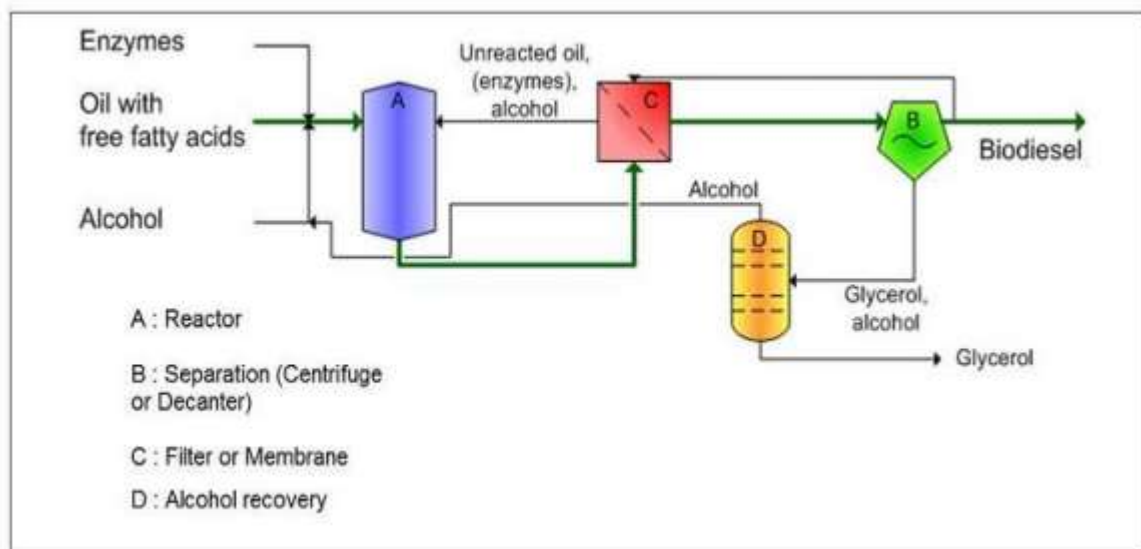 Enzymes
Oil with
free fatty acids
Alcohol
A
Unreacted oil,
(enzymes),
alcohol
C
B
Biodiesel
Alcohol
D
Glycerol,
alcohol
Glycerol
A : Reactor
B : Separation (Centrifuge
or Decanter)
C : Filter or Membrane
D : Alcohol recovery